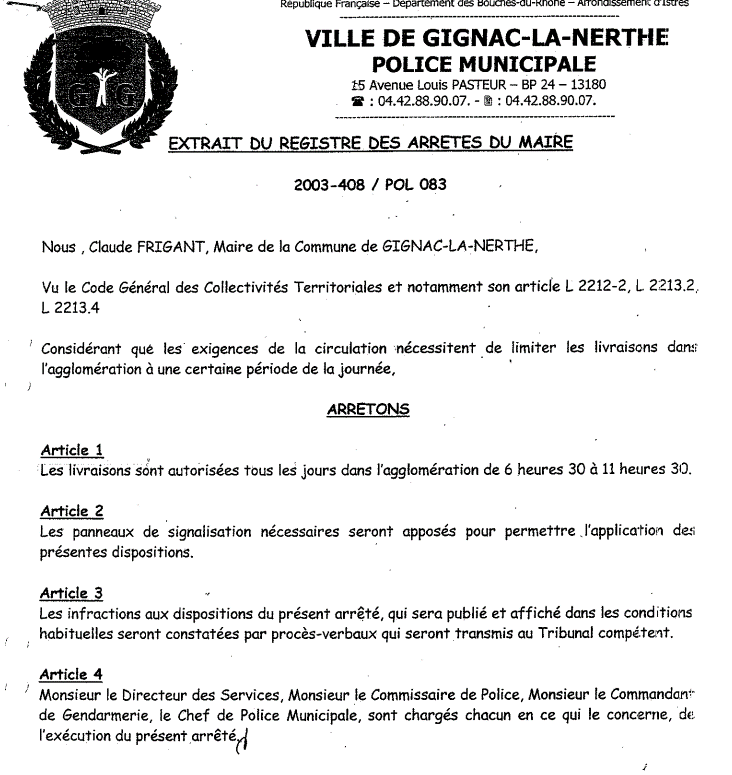 République Française – Département des Bouches-du-Rhône – Arrondissement d'Istres
VILLE DE GIGNAC-LA-NERTHE
POLICE MUNICIPALE
15 Avenue Louis PASTEUR – BP 24 – 13180
☎ : 04.42.88.90.07. - 🖷 : 04.42.88.90.07.
G G
EXTRAIT DU REGISTRE DES ARRETES DU MAIRE
2003-408 / POL 083
Nous , Claude FRIGANT, Maire de la Commune de GIGNAC-LA-NERTHE,
Vu le Code Général des Collectivités Territoriales et notamment son article L 2212-2, L 2213.2,
L 2213.4
Considérant que les exigences de la circulation nécessitent de limiter les livraisons dans
l'agglomération à une certaine période de la journée,
ARRETONS
Article 1
Les livraisons sont autorisées tous les jours dans l'agglomération de 6 heures 30 à 11 heures 30.
Article 2
Les panneaux de signalisation nécessaires seront apposés pour permettre l'application des
présentes dispositions.
Article 3
Les infractions aux dispositions du présent arrêté, qui sera publié et affiché dans les conditions
habituelles seront constatées par procès-verbaux qui seront transmis au Tribunal compétent.
Article 4
Monsieur le Directeur des Services, Monsieur le Commissaire de Police, Monsieur le Commandant
de Gendarmerie, le Chef de Police Municipale, sont chargés chacun en ce qui le concerne, de
l'exécution du présent arrêté